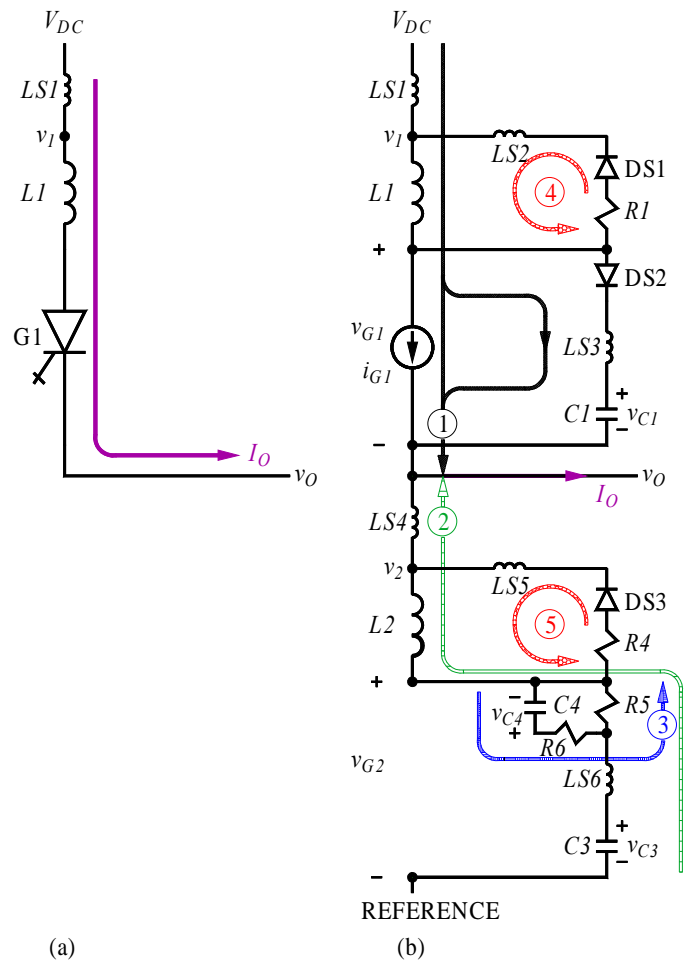 V_DC
LS1
v_1
L1
G1
I_O
v_O
(a)
V_DC
LS1
v_1
LS2
DS1
4
R1
L1
+
DS2
v_G1
i_G1
LS3
+
C1
v_C1
−
1
−
v_O
I_O
2
LS4
v_2
LS5
DS3
5
R4
L2
+
−
C4
R5
v_C4
3
+
R6
v_G2
LS6
+
C3
v_C3
−
−
REFERENCE
(b)